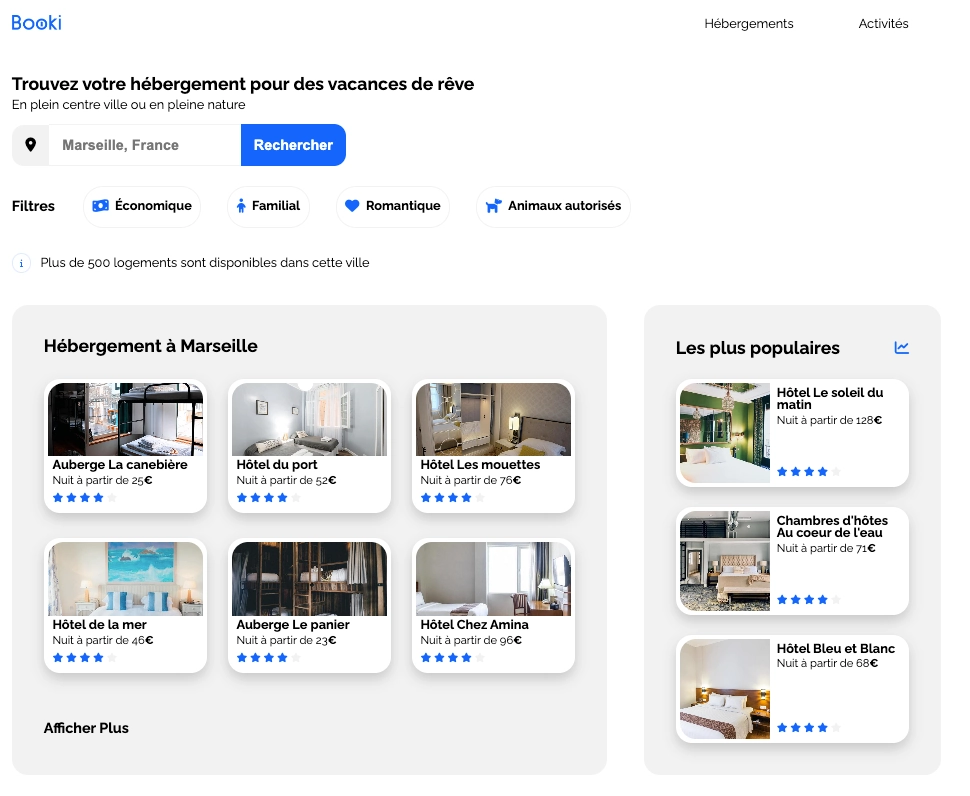 Booki
Hébergements
Activités
Trouvez votre hébergement pour des vacances de rêve
En plein centre ville ou en pleine nature
Marseille, France
Rechercher
Filtres
Économique
Familial
Romantique
Animaux autorisés
i
Plus de 500 logements sont disponibles dans cette ville
Hébergement à Marseille
Auberge La canebière
Nuit à partir de 25€
Hôtel du port
Nuit à partir de 52€
Hôtel Les mouettes
Nuit à partir de 76€
Hôtel de la mer
Nuit à partir de 46€
Auberge Le panier
Nuit à partir de 23€
Hôtel Chez Amina
Nuit à partir de 96€
Afficher Plus
Les plus populaires
Hôtel Le soleil du
matin
Nuit à partir de 128€
Chambres d'hôtes
Au coeur de l'eau
Nuit à partir de 71€
Hôtel Bleu et Blanc
Nuit à partir de 68€